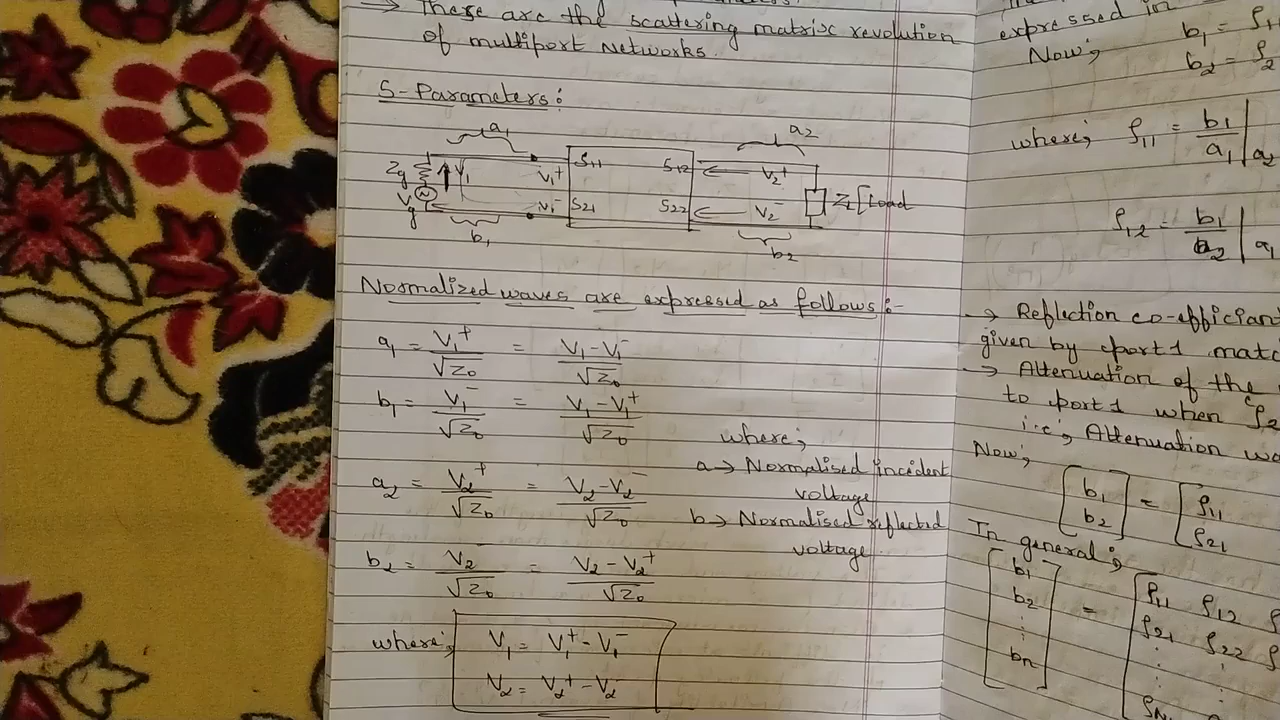 → These are the scattering matrix revolution
of multiport Networks.
S-Parameters:
a₁ a₂
Zg V₁ V₁⁺ S₁₁ S₁₂ V₂⁺
Vg V₁⁻ S₂₁ S₂₂ V₂⁻ Z_L [Load
b₁ b₂
Normalized waves are expressed as follows:-
a₁ = V₁⁺/√Z₀ = V₁-V₁⁻/√Z₀
b₁ = V₁⁻/√Z₀ = V₁-V₁⁺/√Z₀
where;
a → Normalised incident
voltage
a₂ = V₂⁺/√Z₀ = V₂-V₂⁻/√Z₀
b → Normalised reflected
voltage.
b₂ = V₂⁻/√Z₀ = V₂-V₂⁺/√Z₀
where; V₁ = V₁⁺-V₁⁻
V₂ = V₂⁺-V₂⁻
expressed in
Now; b₁ = S₁
b₂ = S₂
where; S₁₁ = b₁/a₁ | a₂
S₁₂ = b₁/a₂ | a₁
→ Reflection co-effician
given by port 1 matc
→ Attenuation of the
to port 1 when S₂
i.e; Attenuation wa
Now;
[b₁ b₂] = [S₁₁ S₂₁
In general;
[b₁ b₂ ⋮ bn] = [S₁₁ S₁₂ S
S₂₁ S₂₂ S
⋮ ⋮
S_N₁